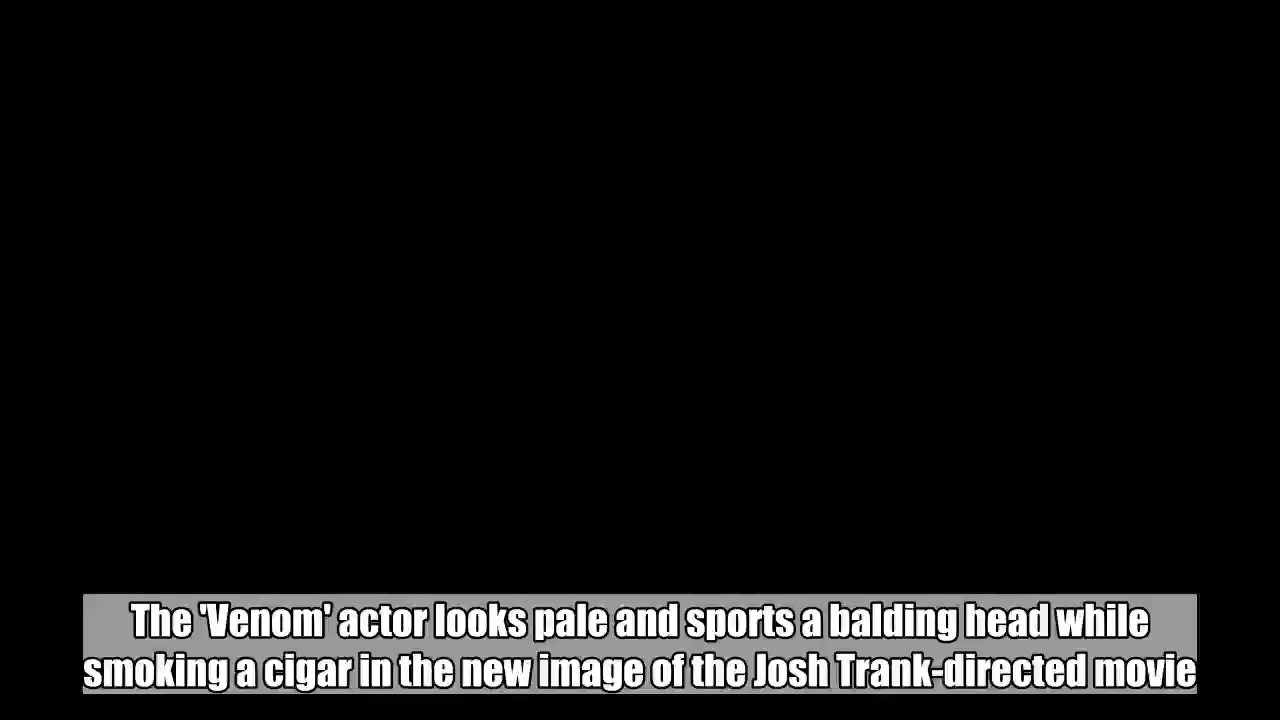 The 'Venom' actor looks pale and sports a balding head while
smoking a cigar in the new image of the Josh Trank-directed movie